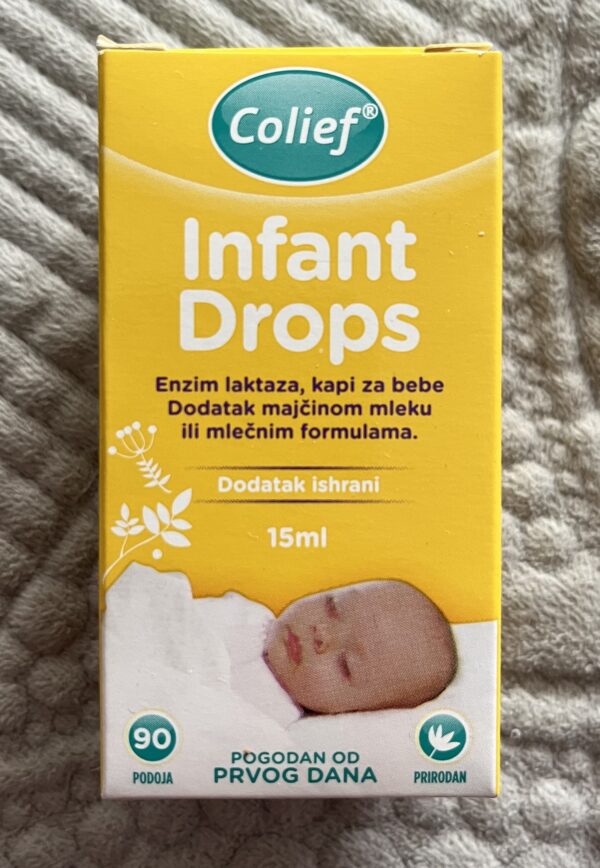 Colief®
Infant
Drops
Enzim laktaza, kapi za bebe
Dodatak majčinom mleku
ili mlečnim formulama.
Dodatak ishrani
15ml
90
PODOJA
POGODAN OD
PRVOG DANA
PRIRODAN